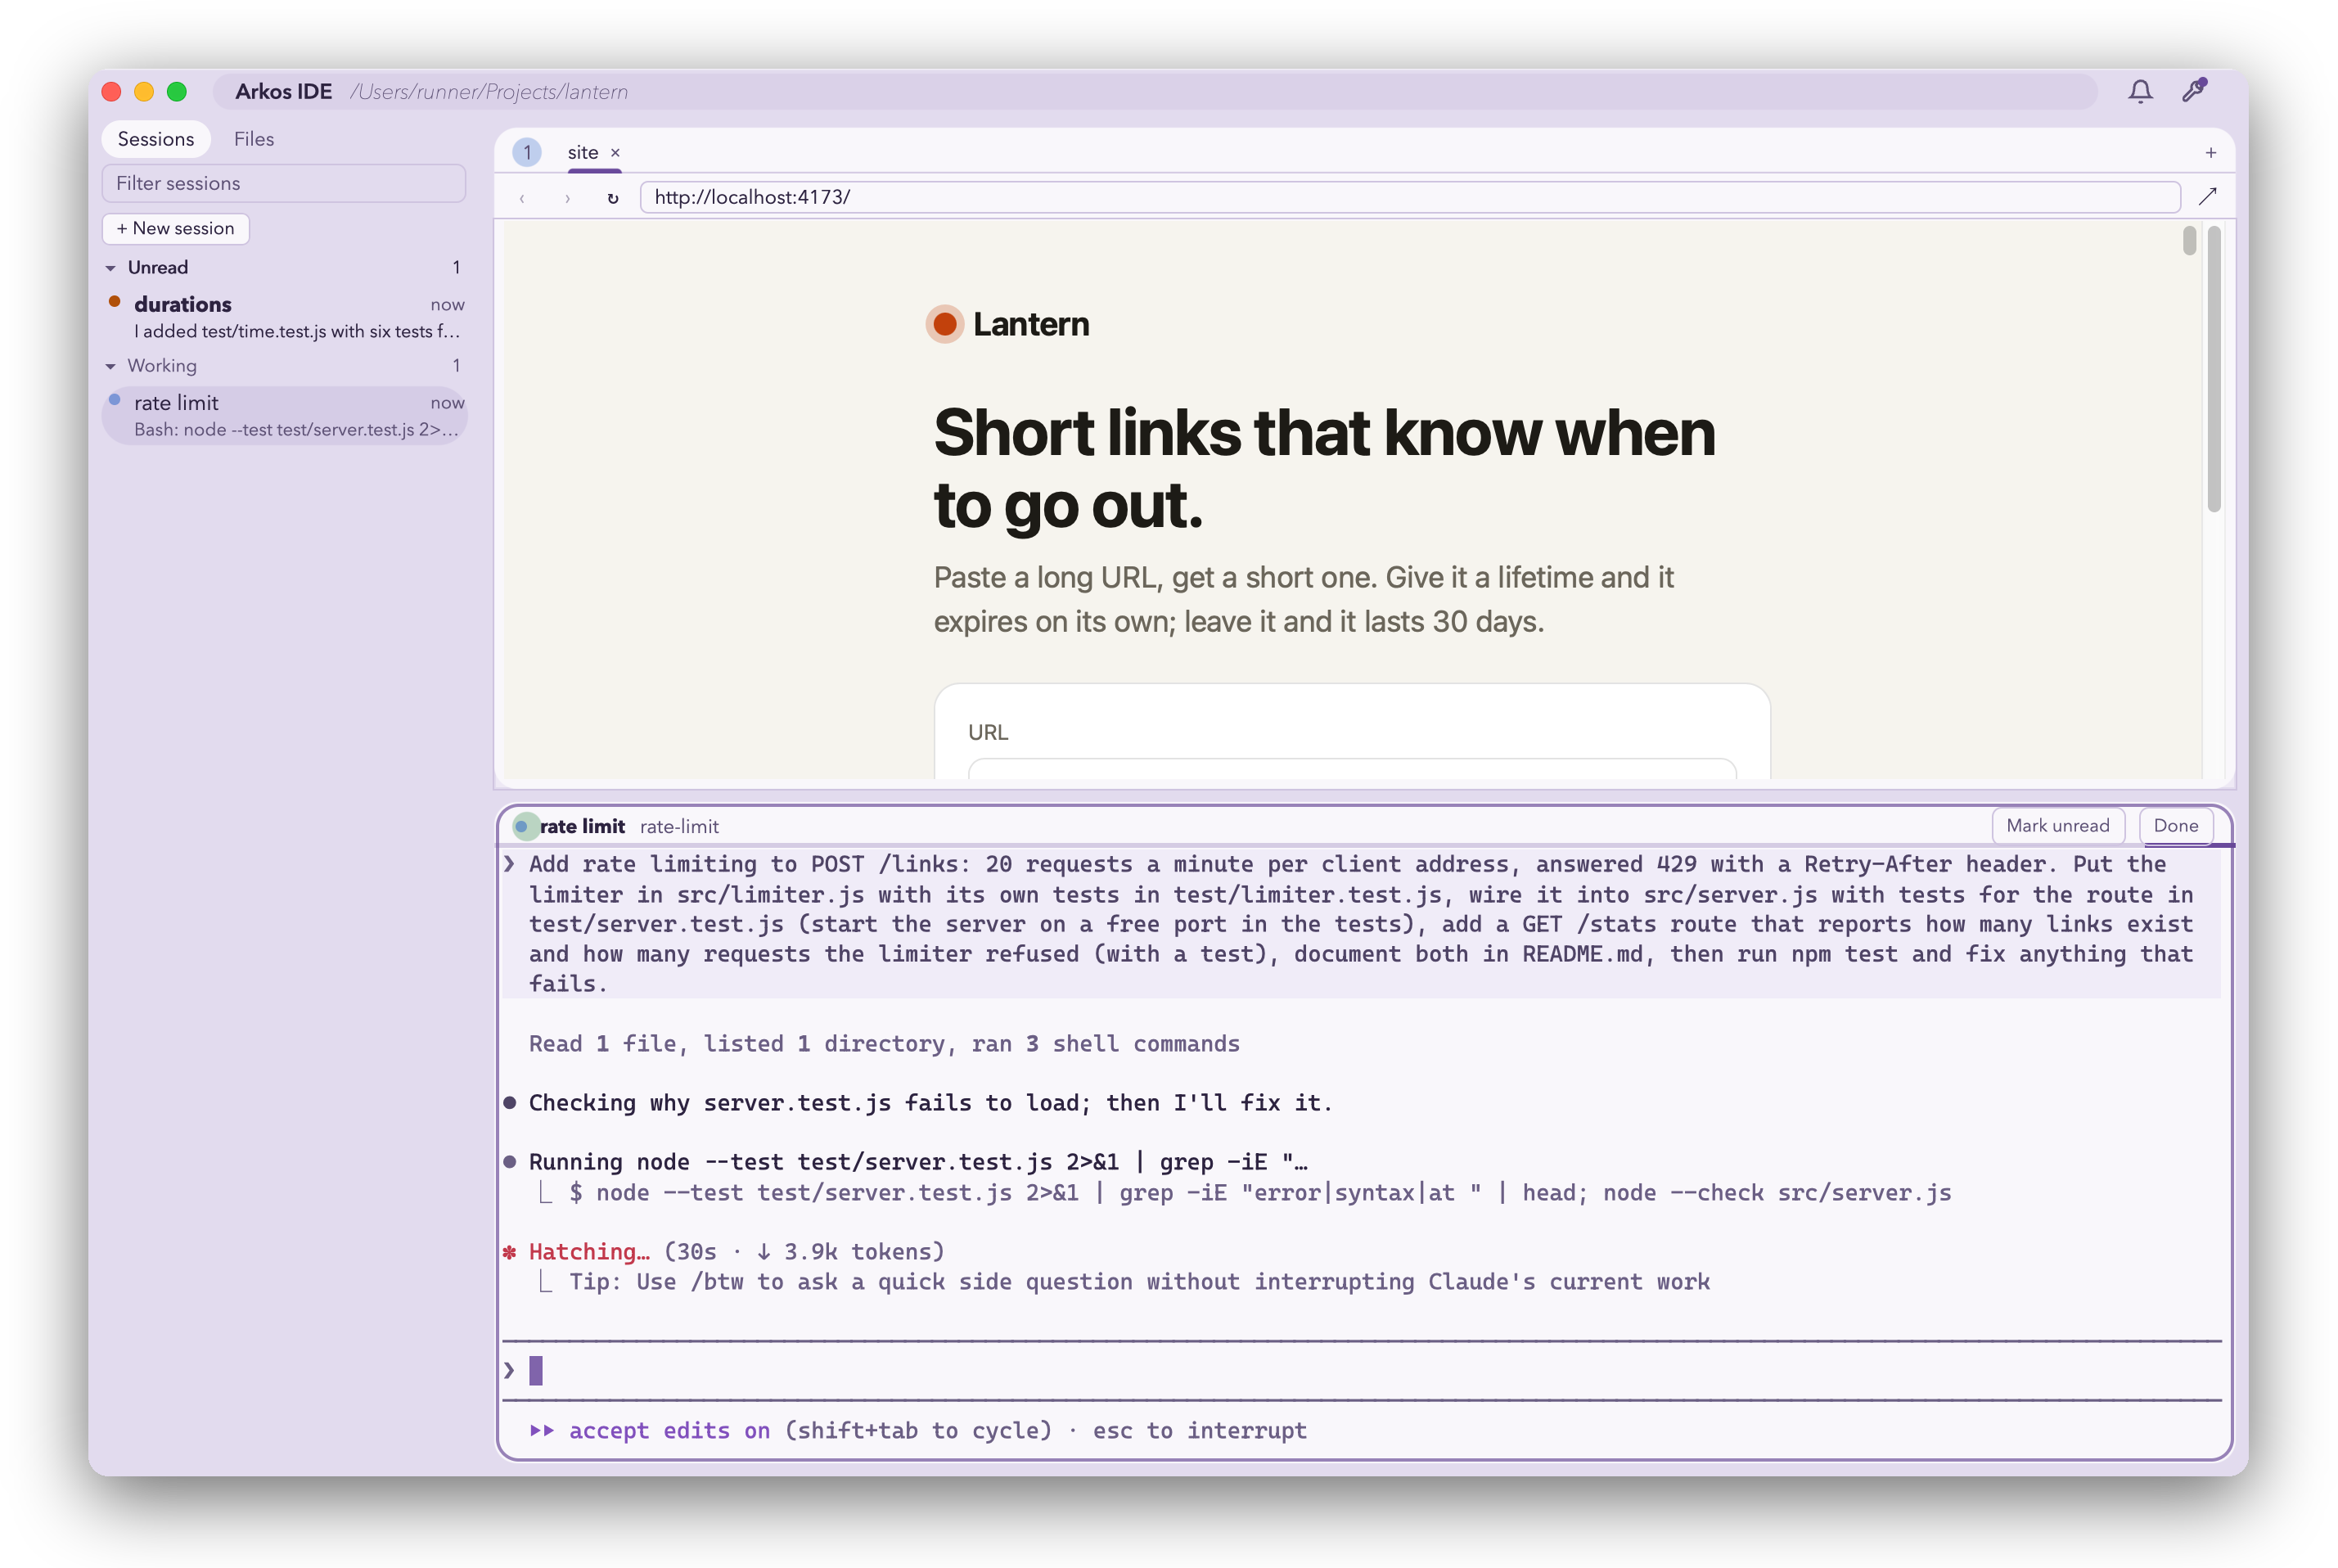 Arkos IDE /Users/runner/Projects/lantern
Sessions Files
Filter sessions
+ New session
Unread 1
durations now
I added test/time.test.js with six tests f…
Working 1
rate limit now
Bash: node --test test/server.test.js 2>…
1 site ×
+
http://localhost:4173/
Lantern
Short links that know when
to go out.
Paste a long URL, get a short one. Give it a lifetime and it
expires on its own; leave it and it lasts 30 days.
URL
rate limit rate-limit Mark unread Done
❯ Add rate limiting to POST /links: 20 requests a minute per client address, answered 429 with a Retry-After header. Put the
limiter in src/limiter.js with its own tests in test/limiter.test.js, wire it into src/server.js with tests for the route in
test/server.test.js (start the server on a free port in the tests), add a GET /stats route that reports how many links exist
and how many requests the limiter refused (with a test), document both in README.md, then run npm test and fix anything that
fails.
Read 1 file, listed 1 directory, ran 3 shell commands
● Checking why server.test.js fails to load; then I'll fix it.
● Running node --test test/server.test.js 2>&1 | grep -iE "…
⎿ $ node --test test/server.test.js 2>&1 | grep -iE "error|syntax|at " | head; node --check src/server.js
✽ Hatching… (30s · ↓ 3.9k tokens)
⎿ Tip: Use /btw to ask a quick side question without interrupting Claude's current work
❯
⏵⏵ accept edits on (shift+tab to cycle) · esc to interrupt